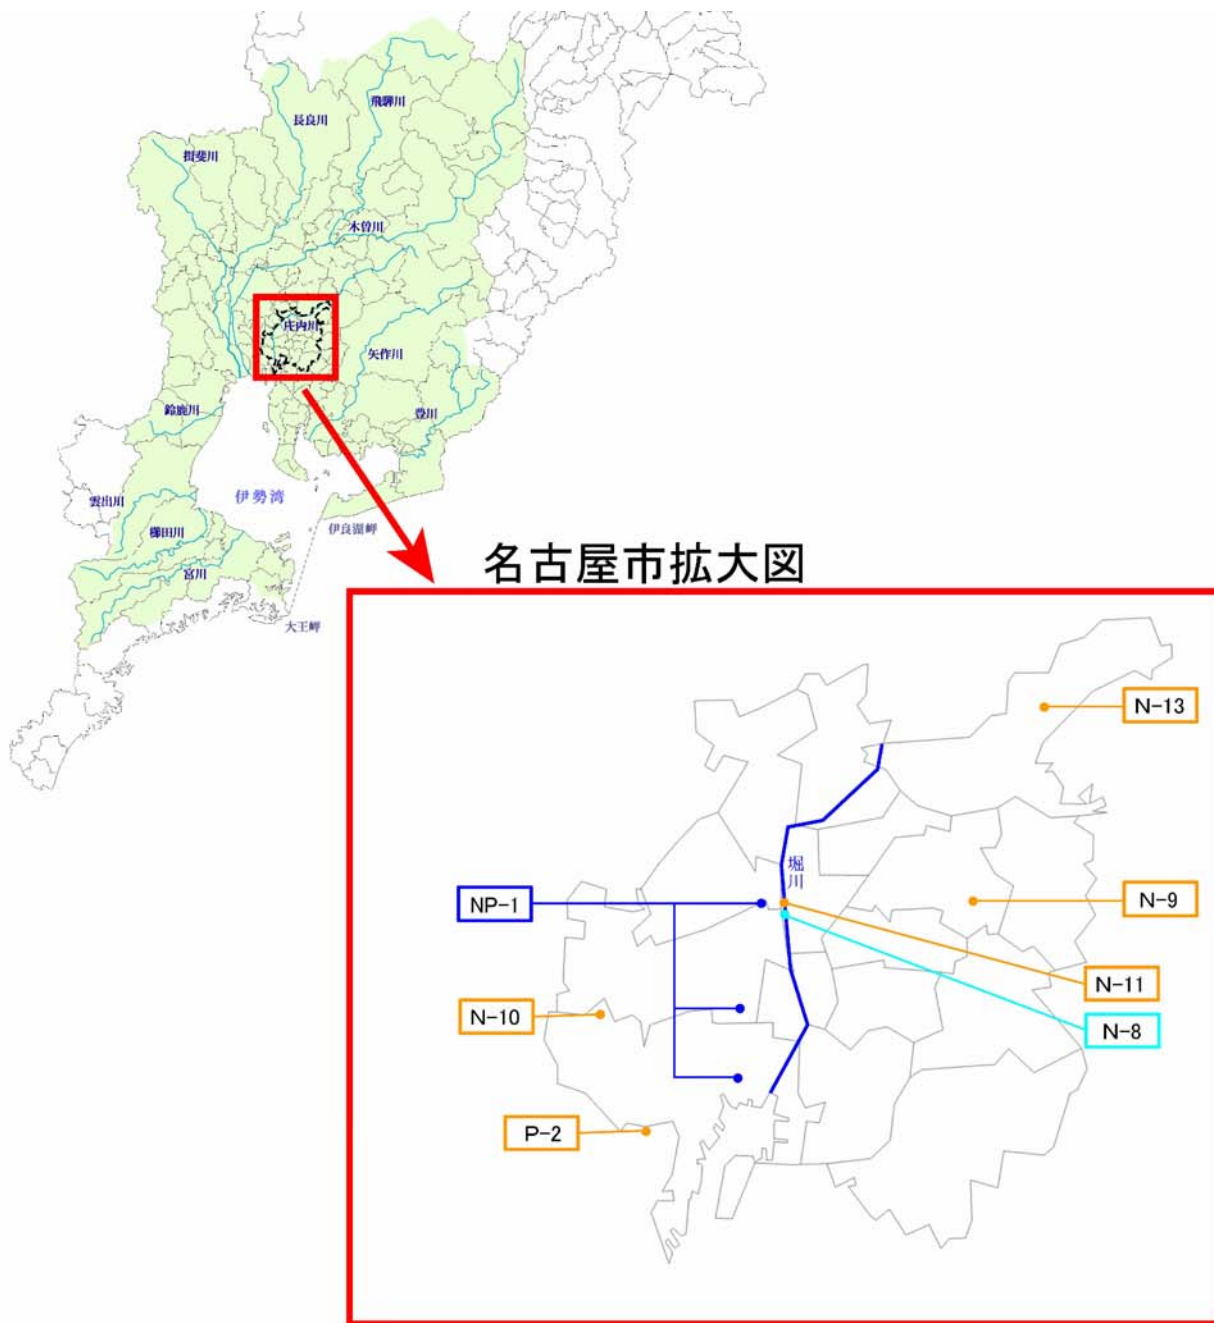 飛騨川
長良川
揖斐川
木曽川
庄内川
矢作川
鈴鹿川
豊川
伊勢湾
雲出川
伊良湖岬
櫛田川
宮川
大王岬
名古屋市拡大図
N-13
堀川
NP-1
N-9
N-11
N-10
N-8
P-2